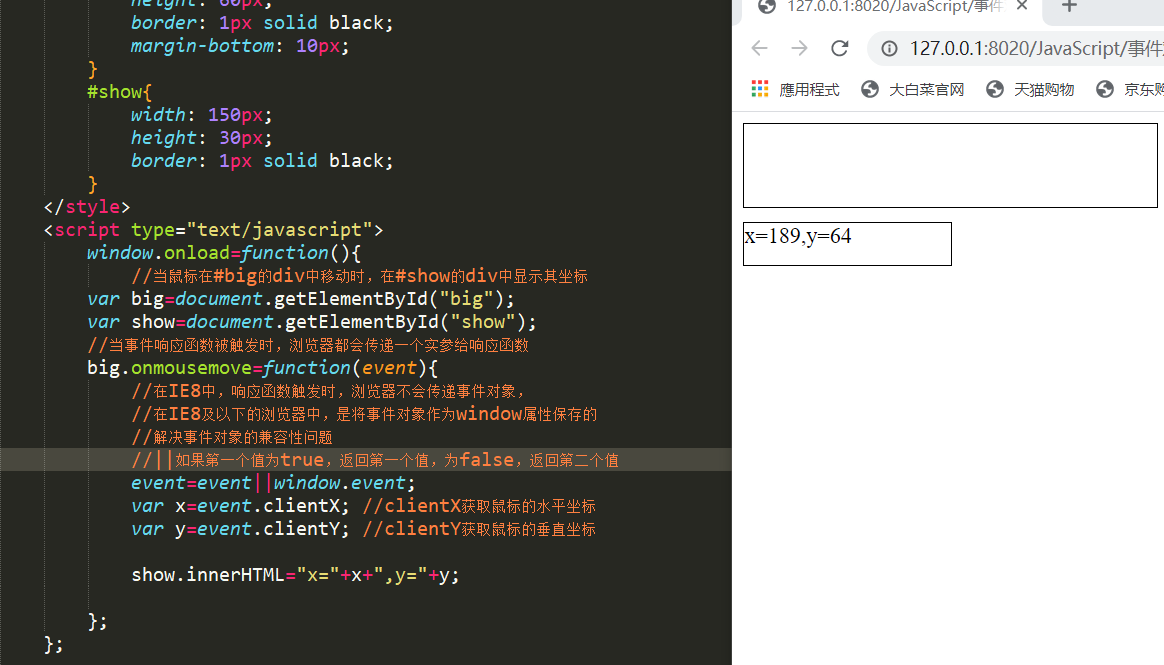 height: 60px;
border: 1px solid black;
margin-bottom: 10px;
}
#show{
width: 150px;
height: 30px;
border: 1px solid black;
}
</style>
<script type="text/javascript">
window.onload=function(){
//当鼠标在#big的div中移动时，在#show的div中显示其坐标
var big=document.getElementById("big");
var show=document.getElementById("show");
//当事件响应函数被触发时，浏览器都会传递一个实参给响应函数
big.onmousemove=function(event){
//在IE8中，响应函数触发时，浏览器不会传递事件对象，
//在IE8及以下的浏览器中，是将事件对象作为window属性保存的
//解决事件对象的兼容性问题
//||如果第一个值为true，返回第一个值，为false，返回第二个值
event=event||window.event;
var x=event.clientX; //clientX获取鼠标的水平坐标
var y=event.clientY; //clientY获取鼠标的垂直坐标
show.innerHTML="x="+x+",y="+y;
};
};
127.0.0.1:8020/JavaScript/事件
127.0.0.1:8020/JavaScript/事件
應用程式 大白菜官网 天猫购物 京东购
x=189,y=64